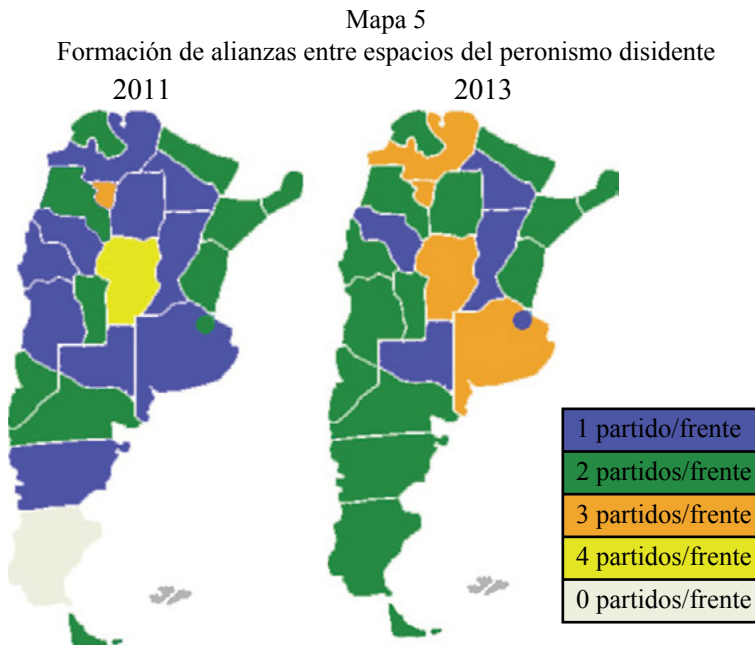 Mapa 5
Formación de alianzas entre espacios del peronismo disidente
2011
2013
1 partido/frente
2 partidos/frente
3 partidos/frente
4 partidos/frente
0 partidos/frente